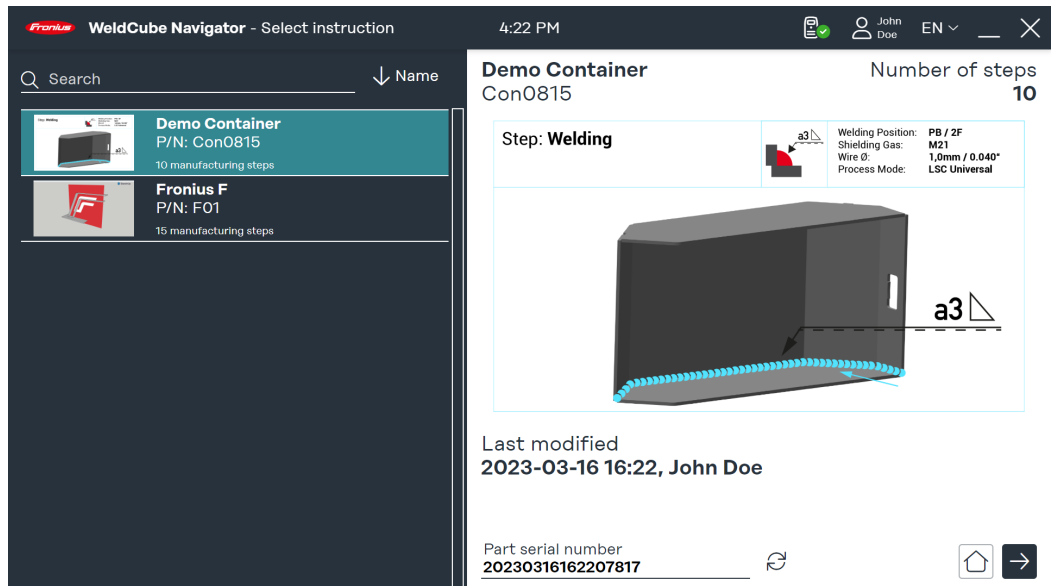 Fronius WeldCube Navigator - Select instruction 4:22 PM John Doe EN
Search Name
Demo Container
P/N: Con0815
10 manufacturing steps
Fronius F
P/N: F01
15 manufacturing steps
Demo Container Number of steps
Con0815 10
Step: Welding
a3
Welding Position: PB / 2F
Shielding Gas: M21
Wire Ø: 1,0mm / 0.040"
Process Mode: LSC Universal
a3
Last modified
2023-03-16 16:22, John Doe
Part serial number
20230316162207817